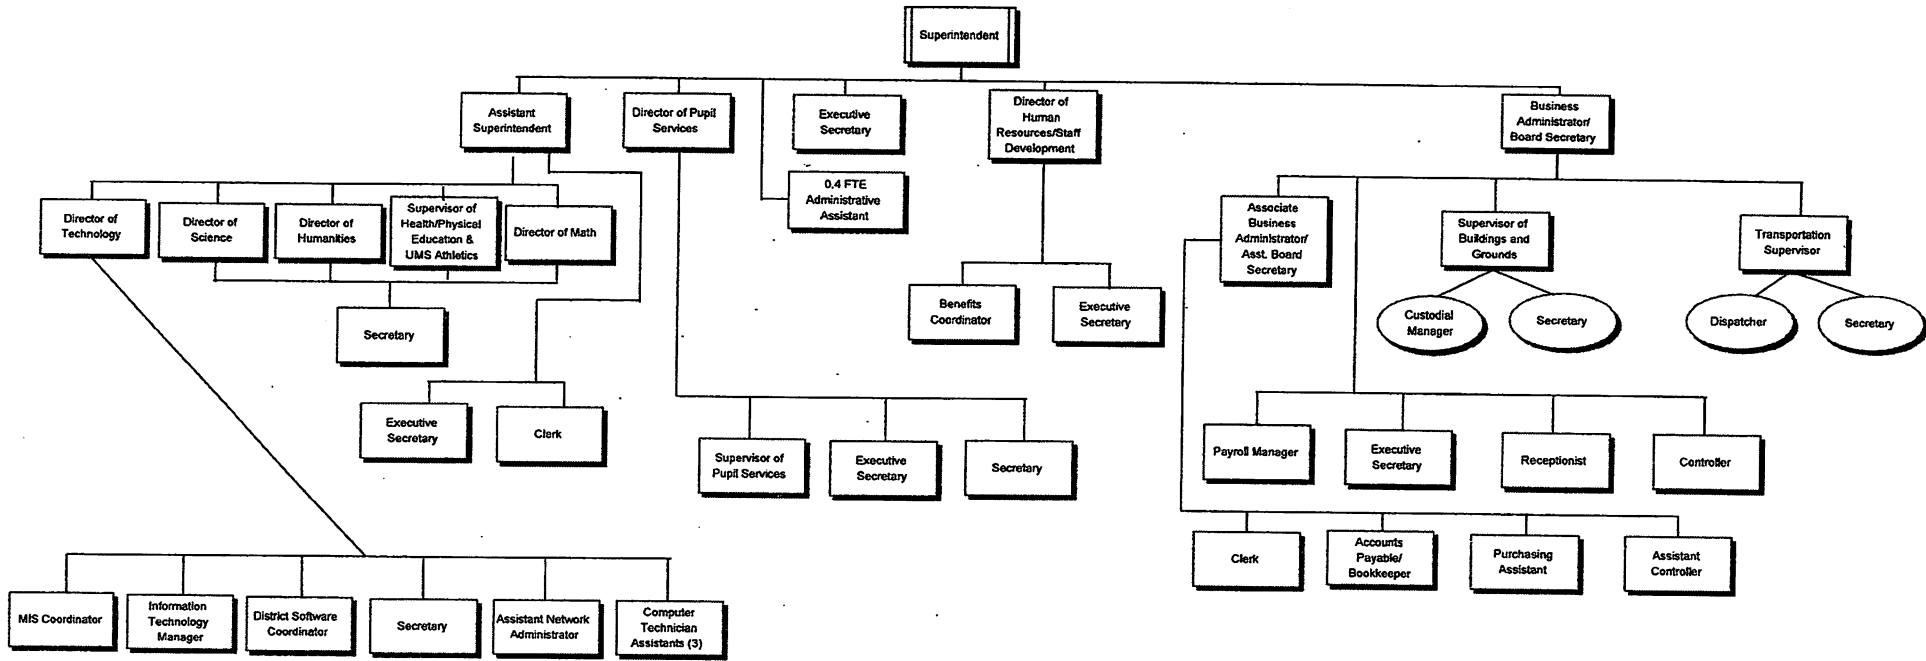 Superintendent
Assistant
Superintendent
Director of Pupil
Services
Executive
Secretary
Director of
Human
Resources/Staff
Development
Business
Administrator/
Board Secretary
0.4 FTE
Administrative
Assistant
Director of
Technology
Director of
Science
Director of
Humanities
Supervisor of
Health/Physical
Education &
UMS Athletics
Director of Math
Associate
Business
Administrator/
Asst. Board
Secretary
Supervisor of
Buildings and
Grounds
Transportation
Supervisor
Secretary
Benefits
Coordinator
Executive
Secretary
Custodial
Manager
Secretary
Dispatcher
Secretary
Executive
Secretary
Clerk
Supervisor of
Pupil Services
Executive
Secretary
Secretary
Payroll Manager
Executive
Secretary
Receptionist
Controller
Clerk
Accounts
Payable/
Bookkeeper
Purchasing
Assistant
Assistant
Controller
MIS Coordinator
Information
Technology
Manager
District Software
Coordinator
Secretary
Assistant Network
Administrator
Computer
Technician
Assistants (3)